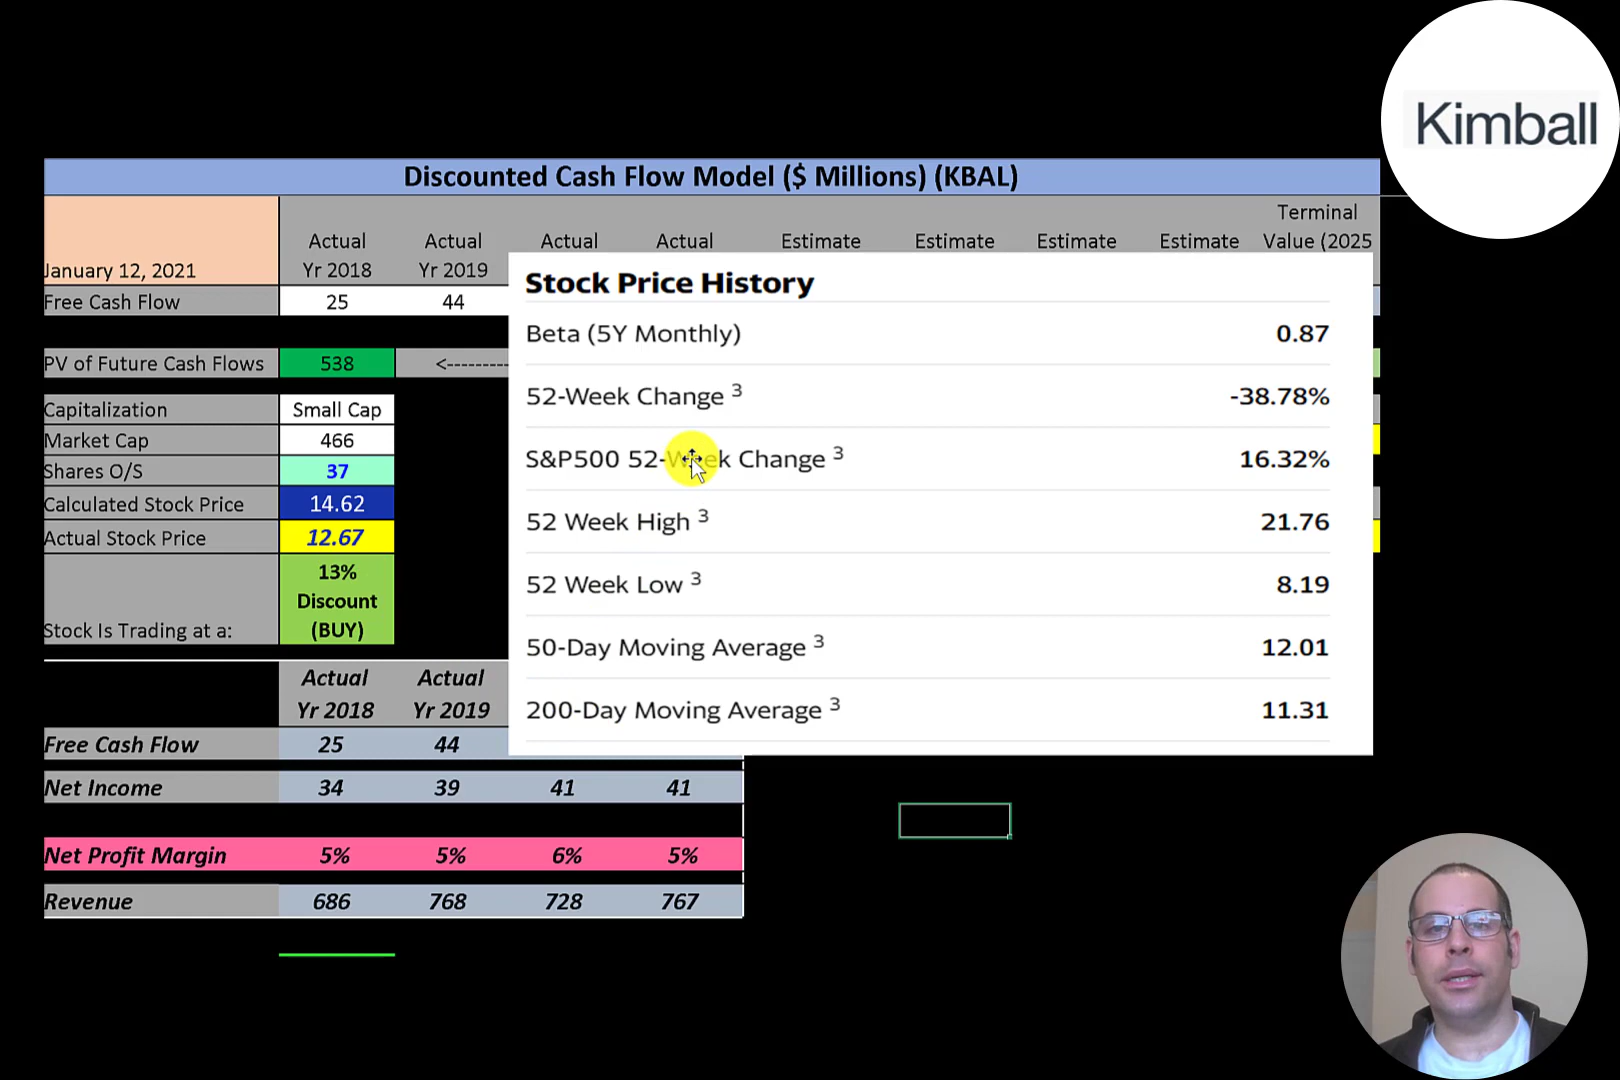 Kimball
Discounted Cash Flow Model ($ Millions) (KBAL)
January 12, 2021
Actual Yr 2018
Actual Yr 2019
Actual
Actual
Estimate
Estimate
Estimate
Estimate
Terminal Value (2025
Free Cash Flow 25 44
PV of Future Cash Flows 538 <--------
Capitalization Small Cap
Market Cap 466
Shares O/S 37
Calculated Stock Price 14.62
Actual Stock Price 12.67
Stock Is Trading at a: 13% Discount (BUY)
Stock Price History
Beta (5Y Monthly) 0.87
52-Week Change 3 -38.78%
S&P500 52-Week Change 3 16.32%
52 Week High 3 21.76
52 Week Low 3 8.19
50-Day Moving Average 3 12.01
200-Day Moving Average 3 11.31
Actual Yr 2018
Actual Yr 2019
Free Cash Flow 25 44
Net Income 34 39 41 41
Net Profit Margin 5% 5% 6% 5%
Revenue 686 768 728 767